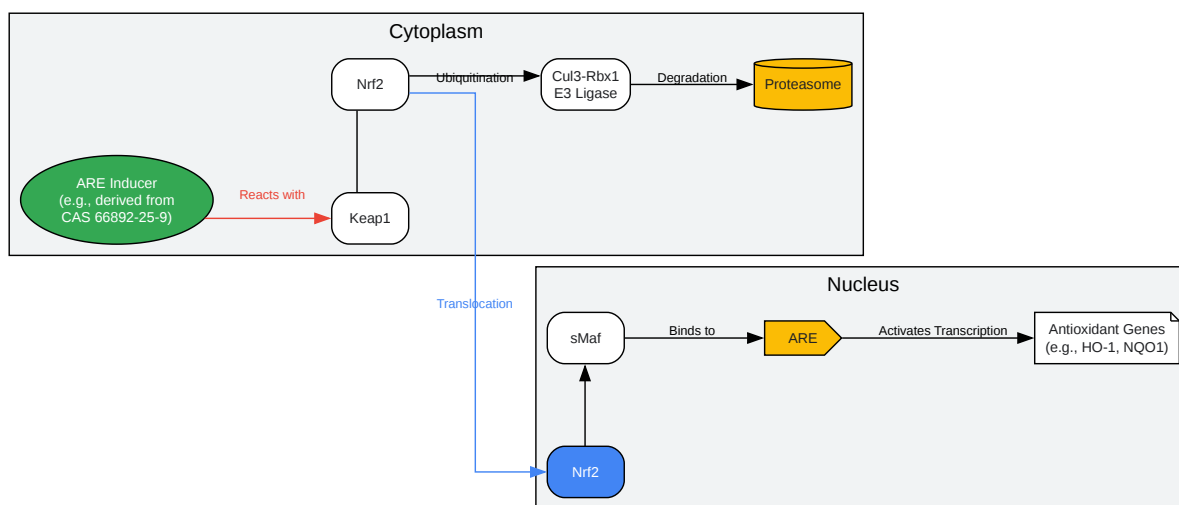 Cytoplasm
Nrf2
Ubiquitination
Cul3-Rbx1
E3 Ligase
Degradation
Proteasome
ARE Inducer
(e.g., derived from
CAS 66892-25-9)
Reacts with
Keap1
Translocation
Nucleus
sMaf
Binds to
ARE
Activates Transcription
Antioxidant Genes
(e.g., HO-1, NQO1)
Nrf2